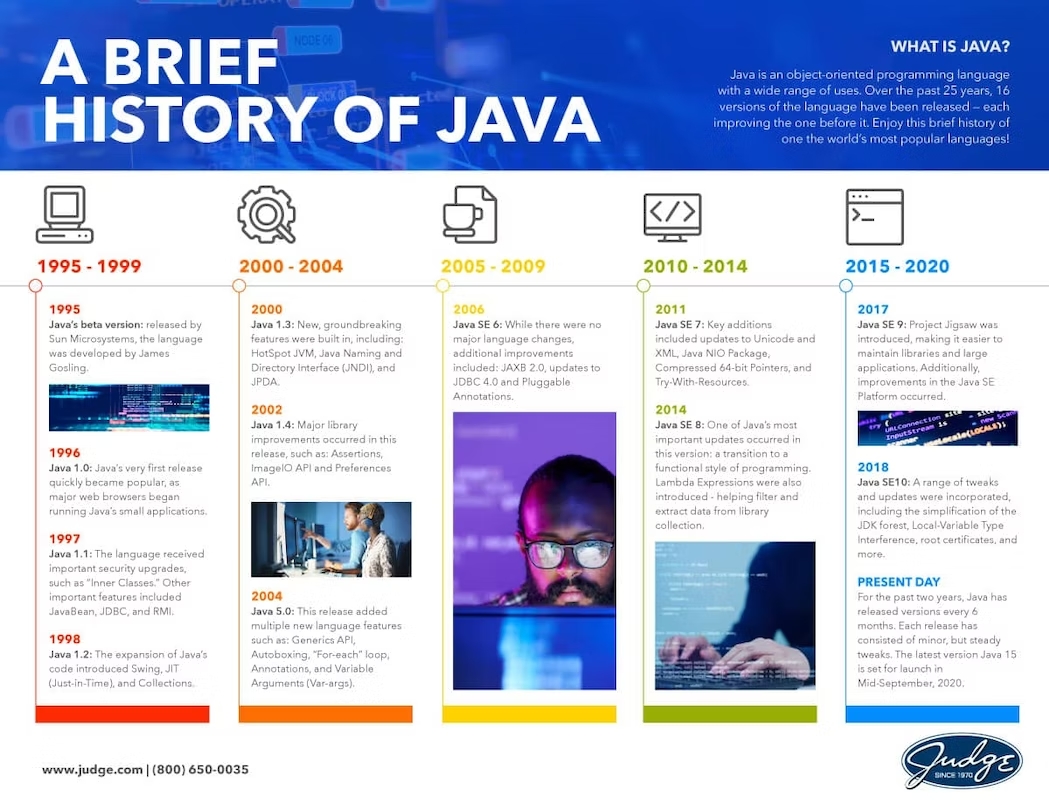 A BRIEF
HISTORY OF JAVA
WHAT IS JAVA?
Java is an object-oriented programming language
with a wide range of uses. Over the past 25 years, 16
versions of the language have been released — each
improving the one before it. Enjoy this brief history of
one the world's most popular languages!
1995 - 1999
1995
Java's beta version: released by
Sun Microsystems, the language
was developed by James
Gosling.
1996
Java 1.0: Java's very first release
quickly became popular, as
major web browsers began
running Java's small applications.
1997
Java 1.1: The language received
important security upgrades,
such as "Inner Classes." Other
important features included
JavaBean, JDBC, and RMI.
1998
Java 1.2: The expansion of Java's
code introduced Swing, JIT
(Just-in-Time), and Collections.
2000 - 2004
2000
Java 1.3: New, groundbreaking
features were built in, including:
HotSpot JVM, Java Naming and
Directory Interface (JNDI), and
JPDA.
2002
Java 1.4: Major library
improvements occurred in this
release, such as: Assertions,
ImageIO API and Preferences
API.
2004
Java 5.0: This release added
multiple new language features
such as: Generics API,
Autoboxing, "For-each" loop,
Annotations, and Variable
Arguments (Var-args).
2005 - 2009
2006
Java SE 6: While there were no
major language changes,
additional improvements
included: JAXB 2.0, updates to
JDBC 4.0 and Pluggable
Annotations.
2010 - 2014
2011
Java SE 7: Key additions
included updates to Unicode and
XML, Java NIO Package,
Compressed 64-bit Pointers, and
Try-With-Resources.
2014
Java SE 8: One of Java's most
important updates occurred in
this version: a transition to a
functional style of programming.
Lambda Expressions were also
introduced - helping filter and
extract data from library
collection.
2015 - 2020
2017
Java SE 9: Project Jigsaw was
introduced, making it easier to
maintain libraries and large
applications. Additionally,
improvements in the Java SE
Platform occurred.
URLConnection
InputStream is
(LOCALE);
2018
Java SE10: A range of tweaks
and updates were incorporated,
including the simplification of the
JDK forest, Local-Variable Type
Interference, root certificates, and
more.
PRESENT DAY
For the past two years, Java has
released versions every 6
months. Each release has
consisted of minor, but steady
tweaks. The latest version Java 15
is set for launch in
Mid-September, 2020.
www.judge.com | (800) 650-0035
Judge
SINCE 1970